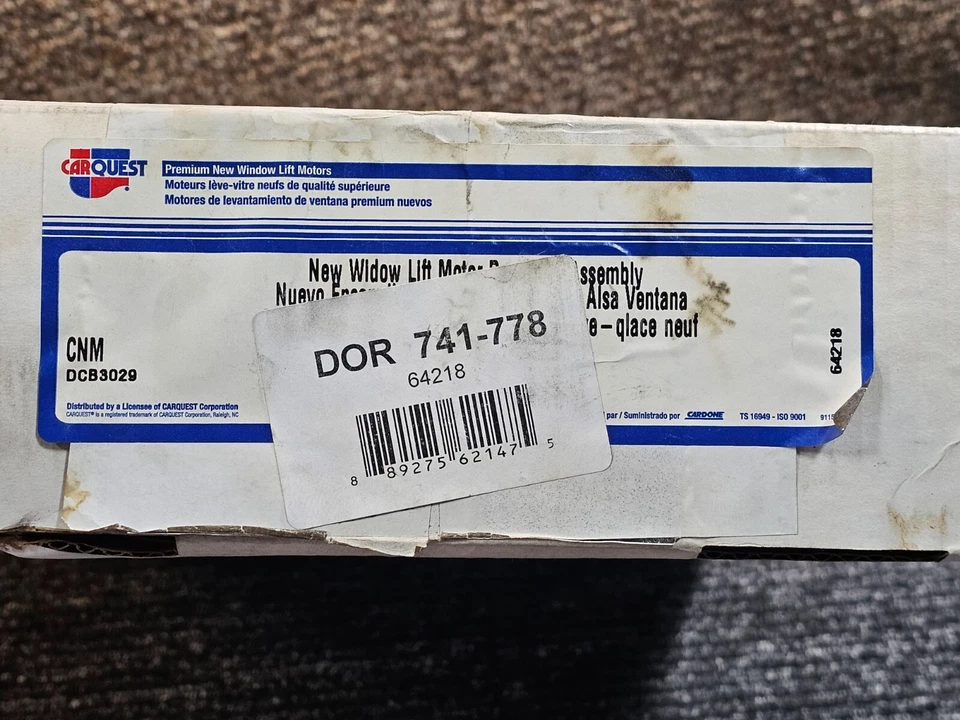 CARQUEST
Premium New Window Lift Motors
Moteurs lève-vitre neufs de qualité supérieure
Motores de levantamiento de ventana premium nuevos
New Widow Lift Motor ssembly
Nuevo Alsa Ventana
e-qlace neuf
CNM
DCB3029
64218
DOR 741-778
64218
8 89275 62147 5
Distributed by a Licensee of CARQUEST Corporation
CARQUEST® is a registered trademark of CARQUEST Corporation, Raleigh, NC
par / Suministrado por CARDONE TS 16949 - ISO 9001 9115